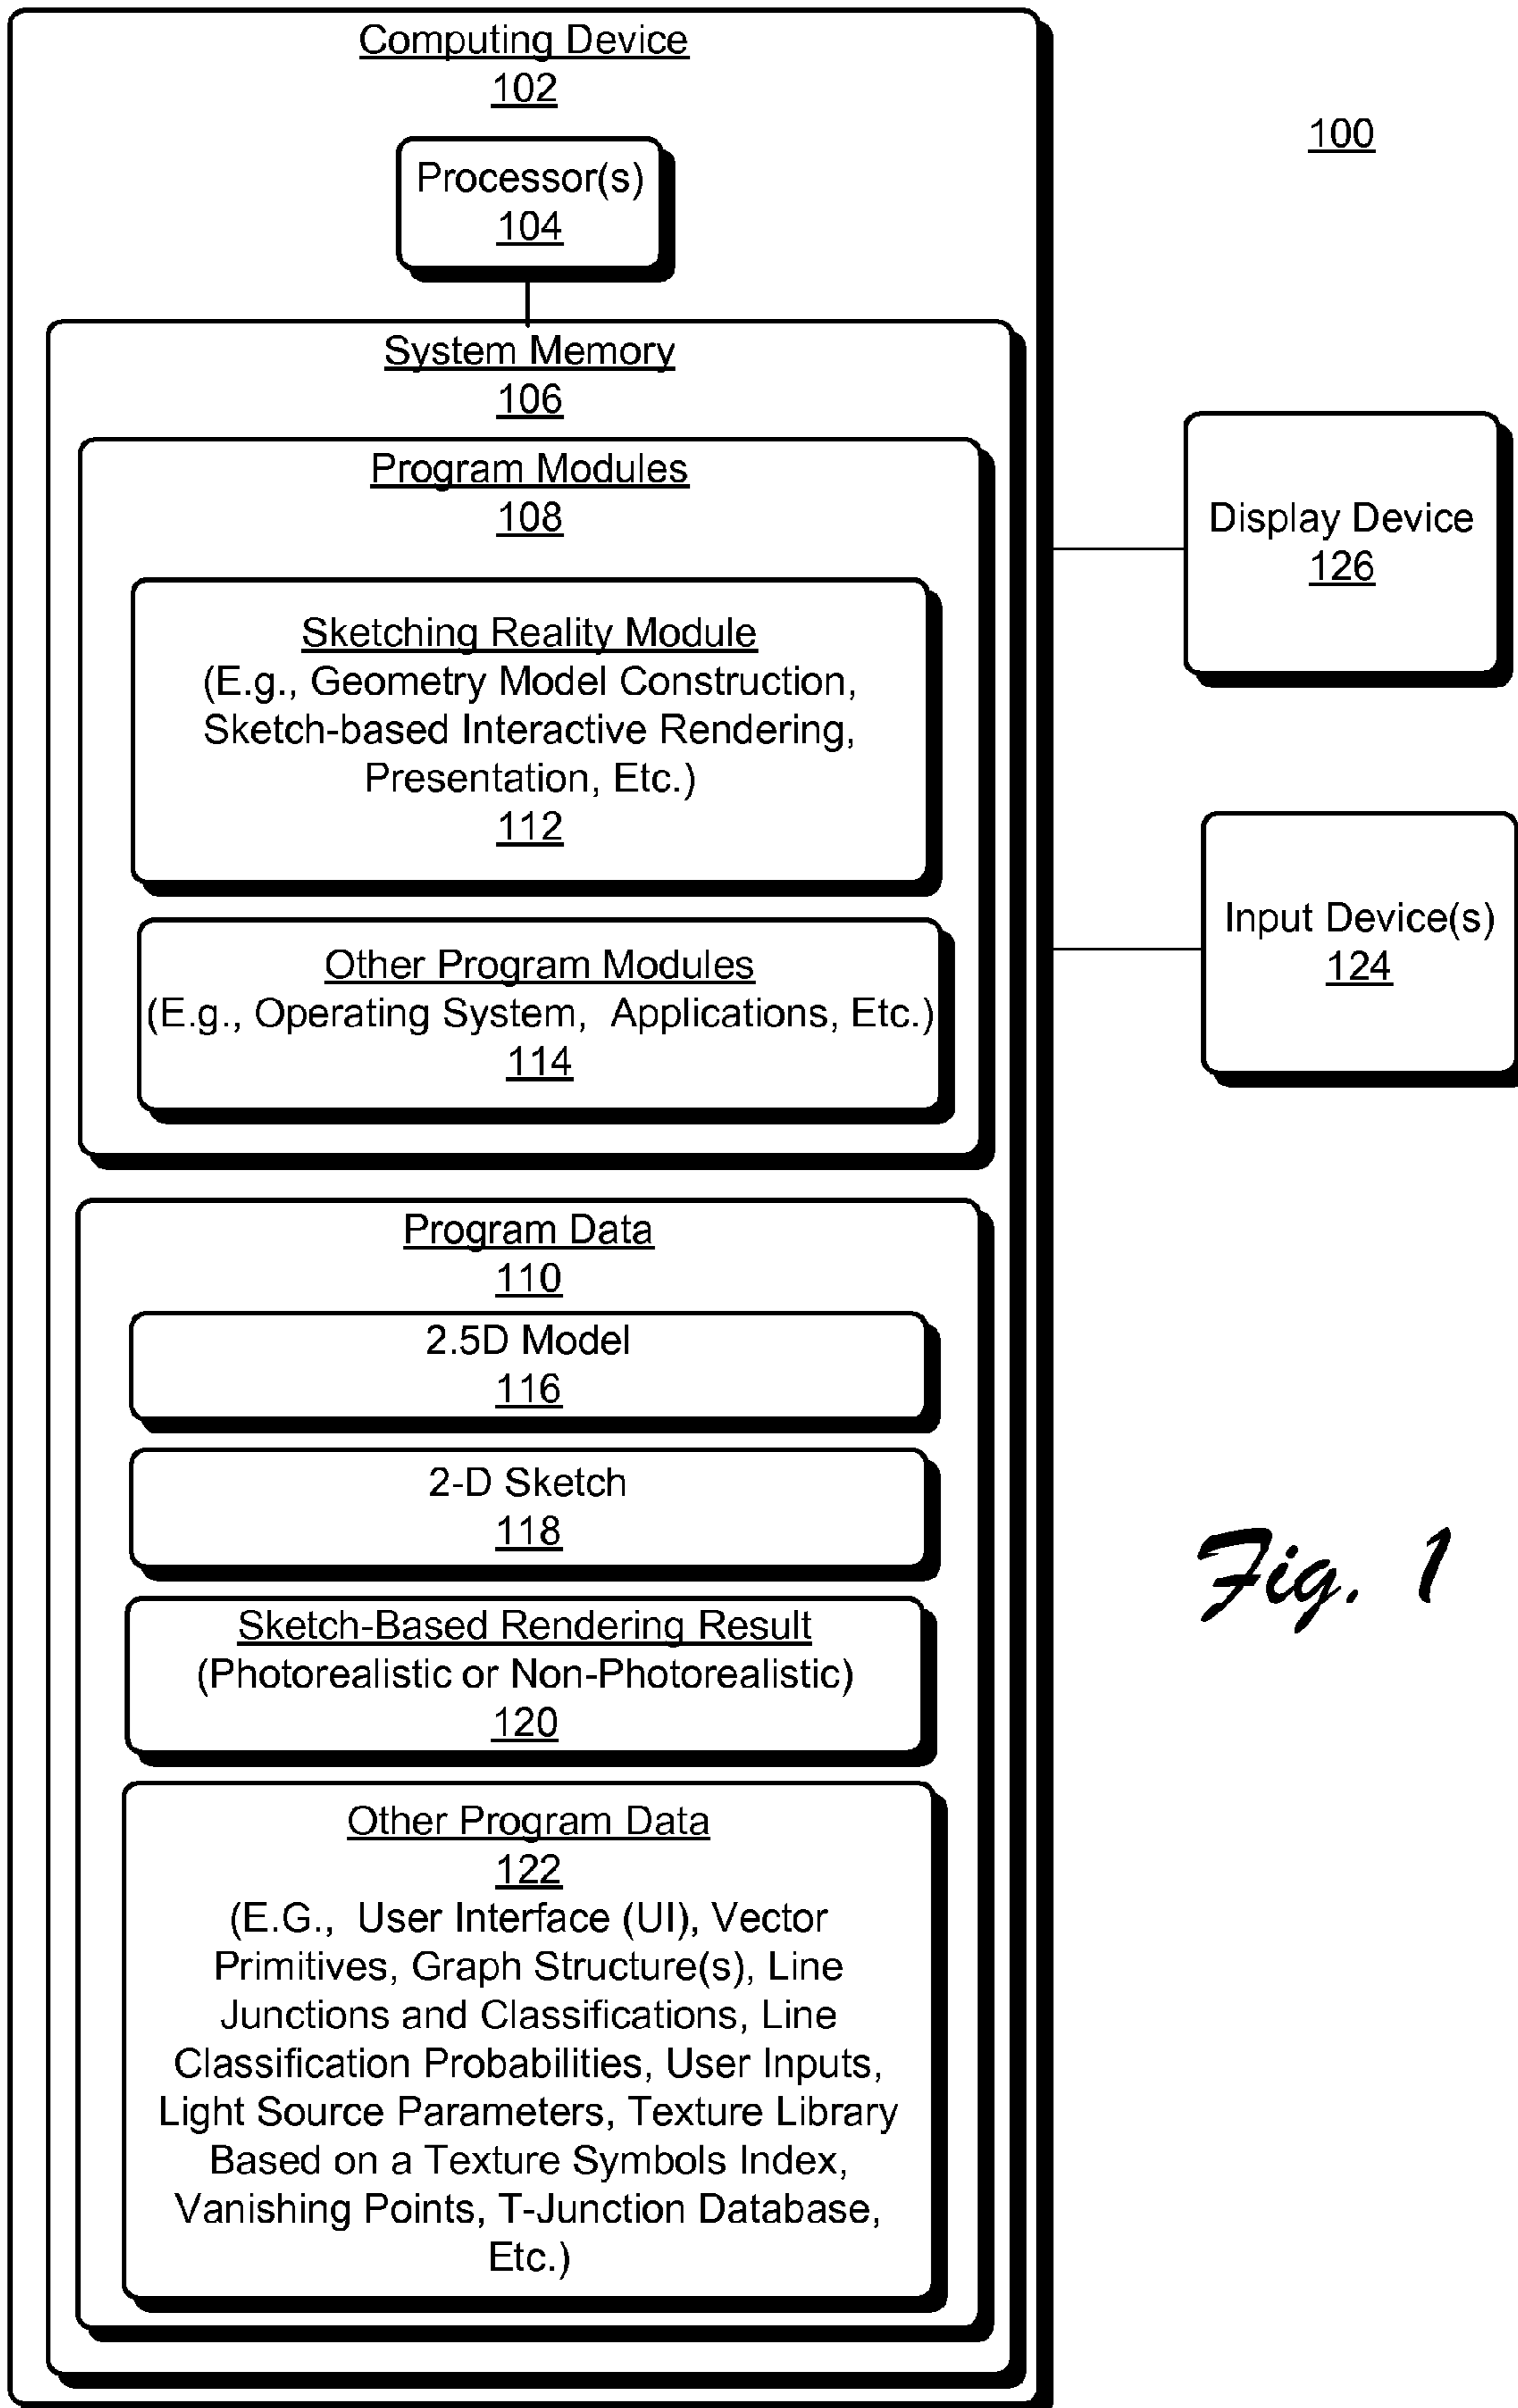 Computing Device
102
100
Processor(s)
104
System Memory
106
Program Modules
108
Sketching Reality Module
(E.g., Geometry Model Construction,
Sketch-based Interactive Rendering,
Presentation, Etc.)
112
Other Program Modules
(E.g., Operating System, Applications, Etc.)
114
Display Device
126
Input Device(s)
124
Program Data
110
2.5D Model
116
2-D Sketch
118
Sketch-Based Rendering Result
(Photorealistic or Non-Photorealistic)
120
Other Program Data
122
(E.G., User Interface (UI), Vector
Primitives, Graph Structure(s), Line
Junctions and Classifications, Line
Classification Probabilities, User Inputs,
Light Source Parameters, Texture Library
Based on a Texture Symbols Index,
Vanishing Points, T-Junction Database,
Etc.)
Fig. 1